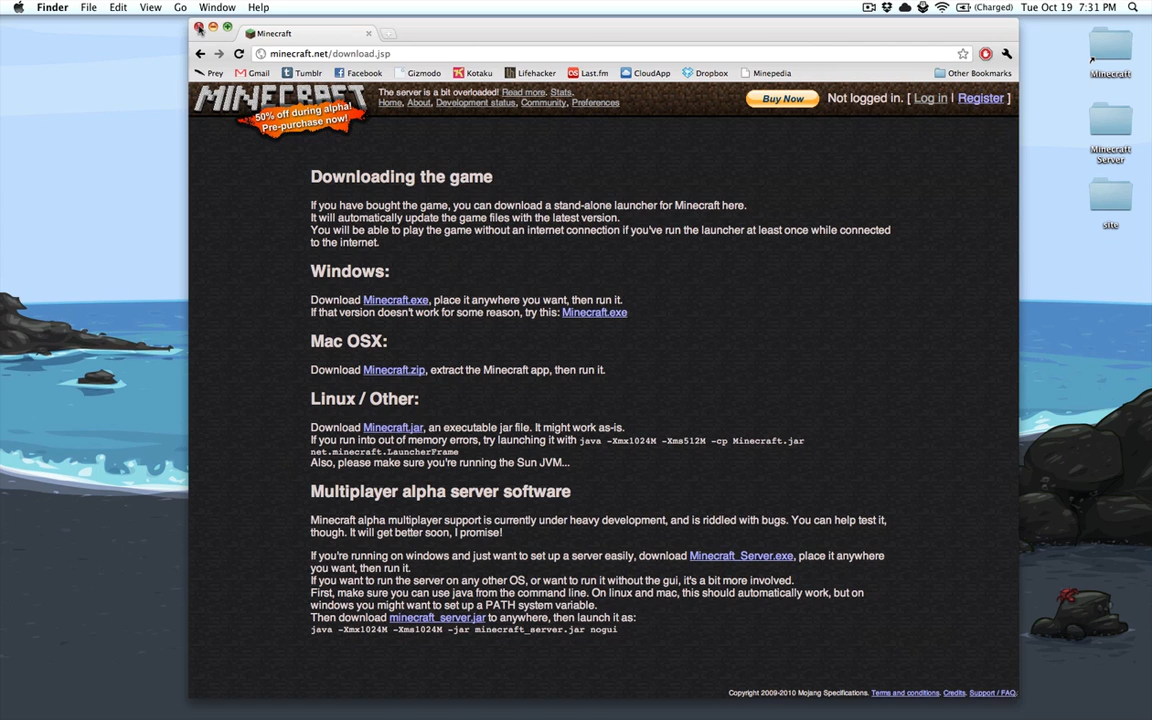 Finder File Edit View Go Window Help (Charged) Tue Oct 19 7:31 PM
Minecraft
minecraft.net/download.jsp
Prey Gmail Tumblr Facebook Gizmodo Kotaku Lifehacker Last.fm CloudApp Dropbox Minepedia Other Bookmarks
MINECRAFT
50% off during alpha!
Pre-purchase now!
The server is a bit overloaded! Read more. Stats.
Home, About, Development status, Community, Preferences
Buy Now
Not logged in. [ Log in | Register ]
Downloading the game
If you have bought the game, you can download a stand-alone launcher for Minecraft here.
It will automatically update the game files with the latest version.
You will be able to play the game without an internet connection if you've run the launcher at least once while connected
to the internet.
Windows:
Download Minecraft.exe, place it anywhere you want, then run it.
If that version doesn't work for some reason, try this: Minecraft.exe
Mac OSX:
Download Minecraft.zip, extract the Minecraft app, then run it.
Linux / Other:
Download Minecraft.jar, an executable jar file. It might work as-is.
If you run into out of memory errors, try launching it with java -Xmx1024M -Xms512M -cp Minecraft.jar
net.minecraft.LauncherFrame
Also, please make sure you're running the Sun JVM...
Multiplayer alpha server software
Minecraft alpha multiplayer support is currently under heavy development, and is riddled with bugs. You can help test it,
though. It will get better soon, I promise!
If you're running on windows and just want to set up a server easily, download Minecraft_Server.exe, place it anywhere
you want, then run it.
If you want to run the server on any other OS, or want to run it without the gui, it's a bit more involved.
First, make sure you can use java from the command line. On linux and mac, this should automatically work, but on
windows you might want to set up a PATH system variable.
Then download minecraft_server.jar to anywhere, then launch it as:
java -Xmx1024M -Xms1024M -jar minecraft_server.jar nogui
Copyright 2009-2010 Mojang Specifications. Terms and conditions. Credits. Support / FAQ.
Minecraft
Minecraft
Server
site